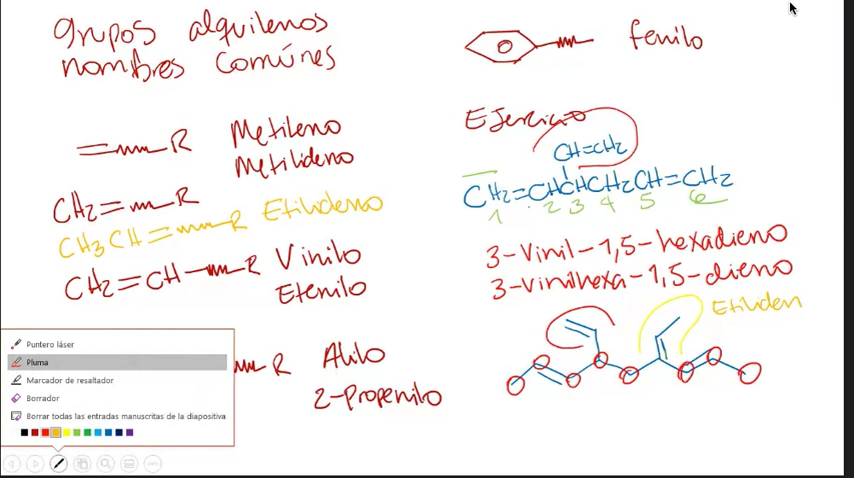 grupos alquilenos
nombres comúnes
R Metileno
Metilideno
CH2= R
CH3CH= R Etilideno
CH2=CH- R Vinilo
Etenilo
R Alilo
2-propenilo
fenilo
Ejercicio
CH=CH2
CH2=CHCHCH2CH=CH2
1 2 3 4 5 6
3-Vinil-1,5-hexadieno
3-vinilhexa-1,5-dieno
Etiliden
Puntero láser
Pluma
Marcador de resaltador
Borrador
Borrar todas las entradas manuscritas de la diapositiva